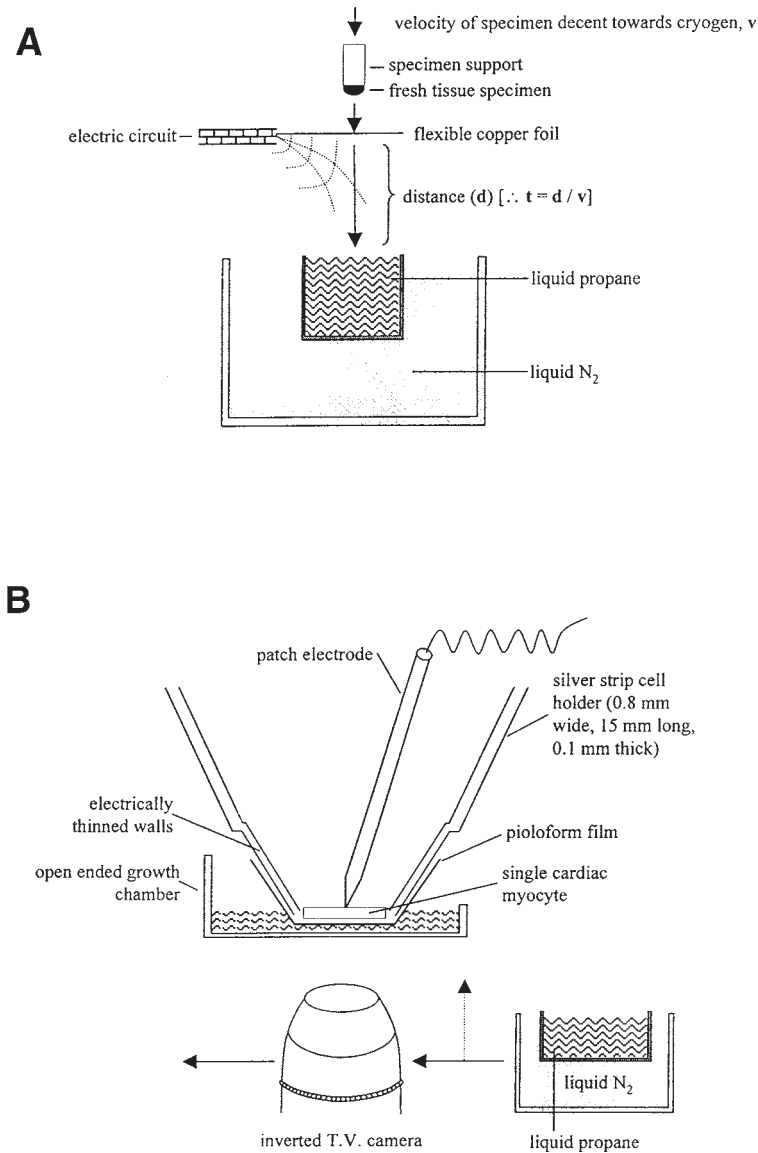 A
velocity of specimen decent towards cryogen, v
specimen support
fresh tissue specimen
electric circuit
flexible copper foil
distance (d) [∴ t = d / v]
liquid propane
liquid N2
B
patch electrode
silver strip cell
holder (0.8 mm
wide, 15 mm long,
0.1 mm thick)
electrically
thinned walls
pioloform film
open ended growth
chamber
single cardiac
myocyte
liquid N2
inverted T.V. camera
liquid propane